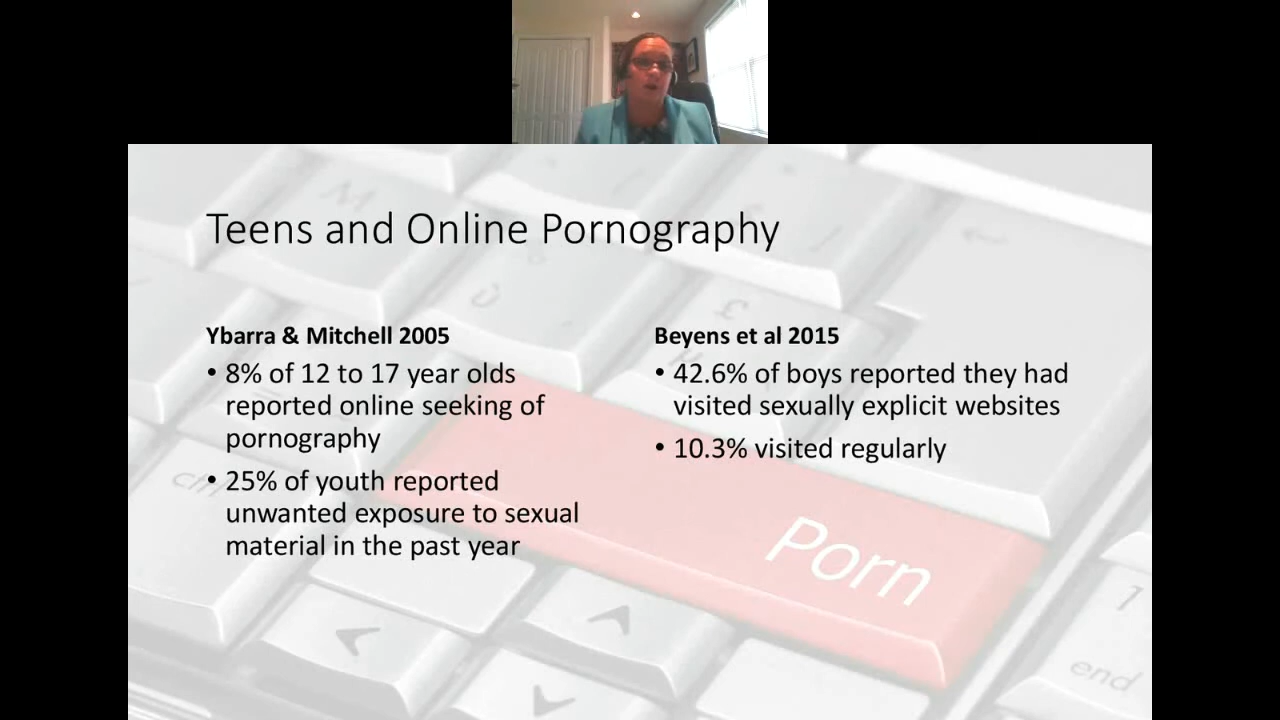 Teens and Online Pornography
Ybarra & Mitchell 2005
• 8% of 12 to 17 year olds
reported online seeking of
pornography
• 25% of youth reported
unwanted exposure to sexual
material in the past year
Beyens et al 2015
• 42.6% of boys reported they had
visited sexually explicit websites
• 10.3% visited regularly
Porn
end